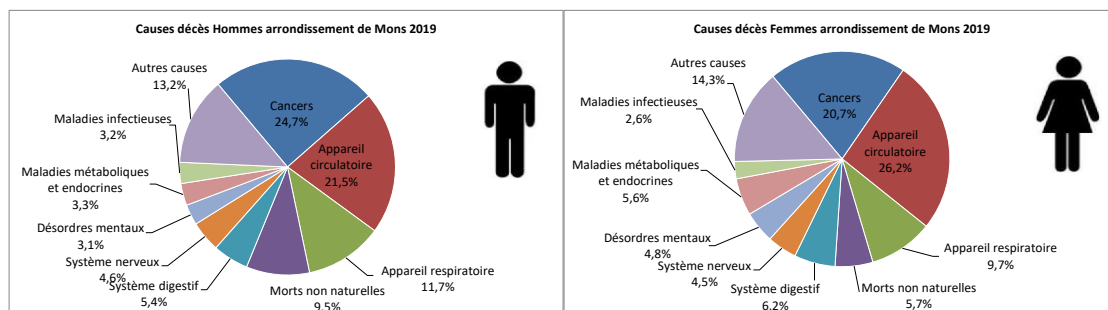 Causes décès Hommes arrondissement de Mons 2019
Autres causes
13,2%
Cancers
24,7%
Maladies infectieuses
3,2%
Appareil
circulatoire
21,5%
Maladies métaboliques
et endocrines
3,3%
Désordres mentaux
3,1%
Système nerveux
4,6%
Système digestif
5,4%
Morts non naturelles
9,5%
Appareil respiratoire
11,7%
Causes décès Femmes arrondissement de Mons 2019
Autres causes
14,3%
Cancers
20,7%
Maladies infectieuses
2,6%
Appareil
circulatoire
26,2%
Maladies métaboliques
et endocrines
5,6%
Désordres mentaux
4,8%
Système nerveux
4,5%
Système digestif
6,2%
Morts non naturelles
5,7%
Appareil respiratoire
9,7%